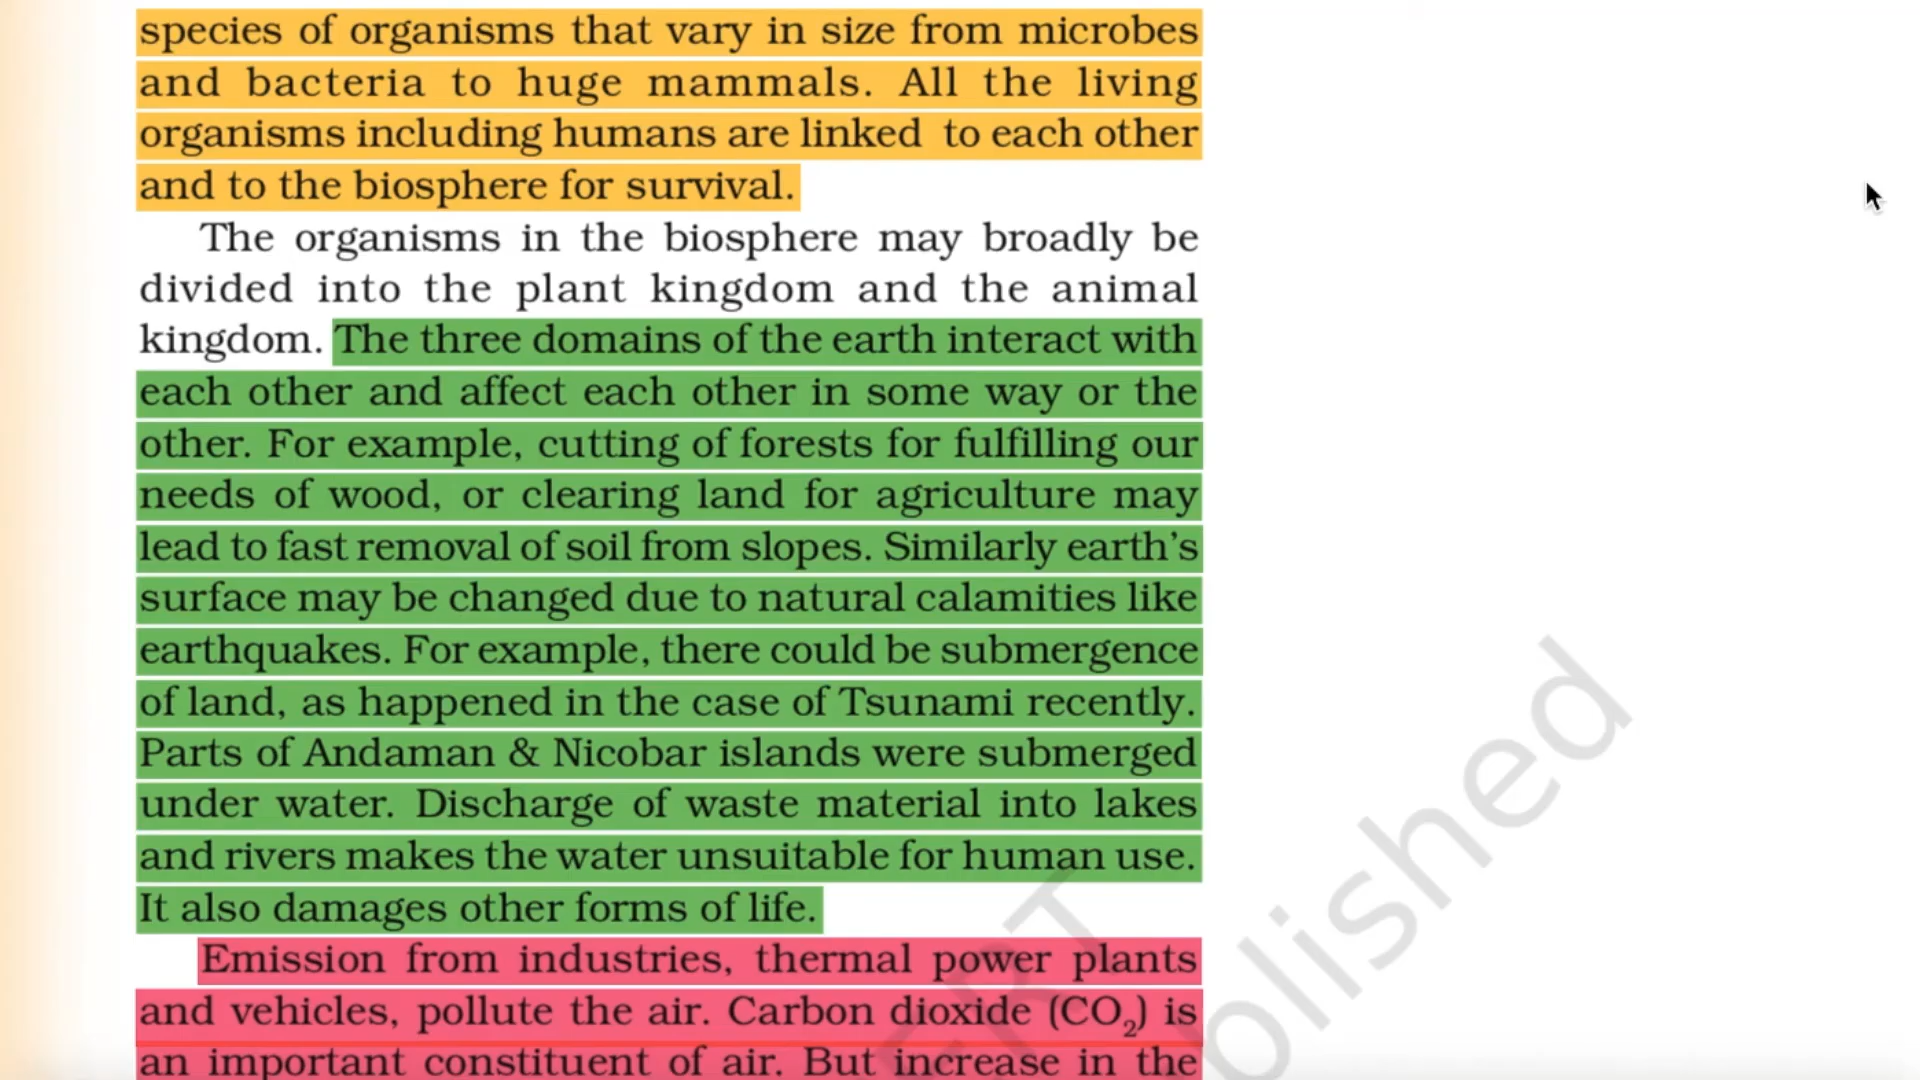 species of organisms that vary in size from microbes
and bacteria to huge mammals. All the living
organisms including humans are linked to each other
and to the biosphere for survival.
The organisms in the biosphere may broadly be
divided into the plant kingdom and the animal
kingdom. The three domains of the earth interact with
each other and affect each other in some way or the
other. For example, cutting of forests for fulfilling our
needs of wood, or clearing land for agriculture may
lead to fast removal of soil from slopes. Similarly earth’s
surface may be changed due to natural calamities like
earthquakes. For example, there could be submergence
of land, as happened in the case of Tsunami recently.
Parts of Andaman & Nicobar islands were submerged
under water. Discharge of waste material into lakes
and rivers makes the water unsuitable for human use.
It also damages other forms of life.
Emission from industries, thermal power plants
and vehicles, pollute the air. Carbon dioxide (CO₂) is
an important constituent of air. But increase in the
ERT
blished